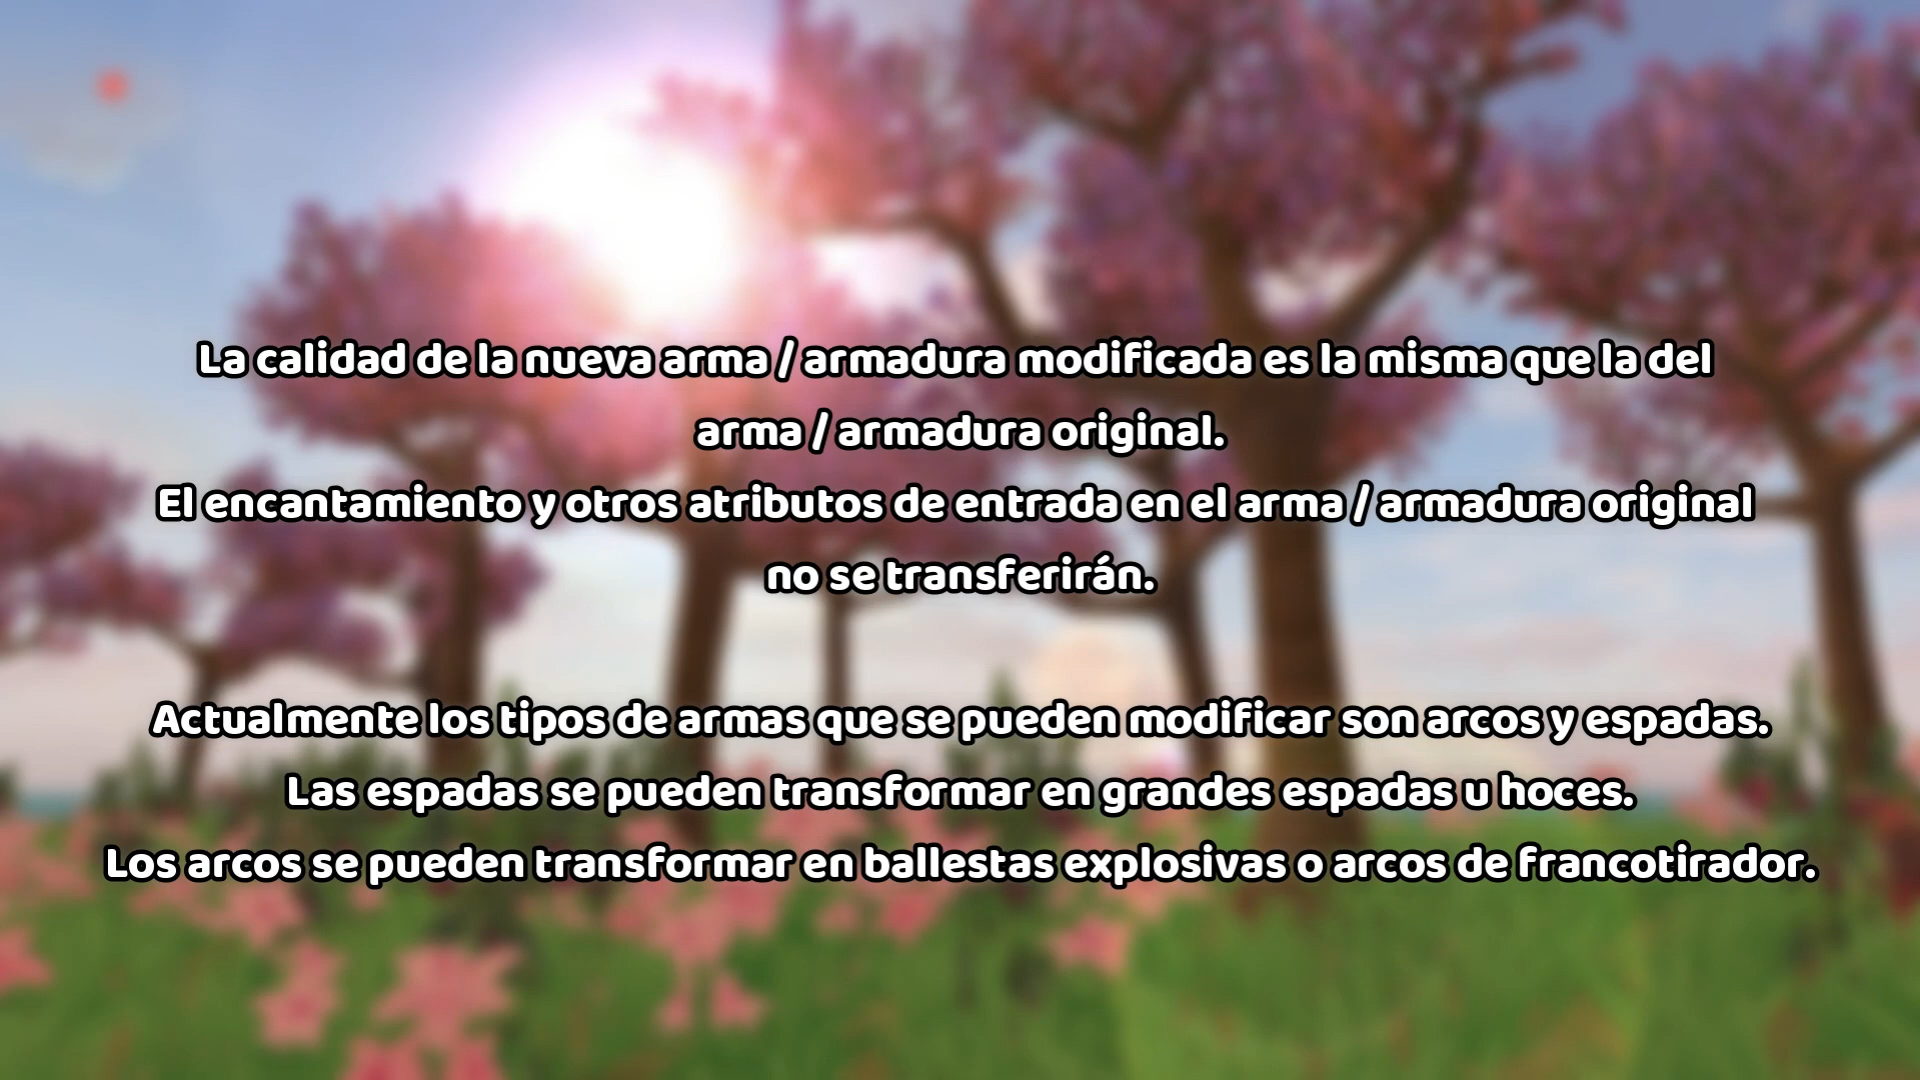 La calidad de la nueva arma / armadura modificada es la misma que la del
arma / armadura original.
El encantamiento y otros atributos de entrada en el arma / armadura original
no se transferirán.
Actualmente los tipos de armas que se pueden modificar son arcos y espadas.
Las espadas se pueden transformar en grandes espadas u hoces.
Los arcos se pueden transformar en ballestas explosivas o arcos de francotirador.